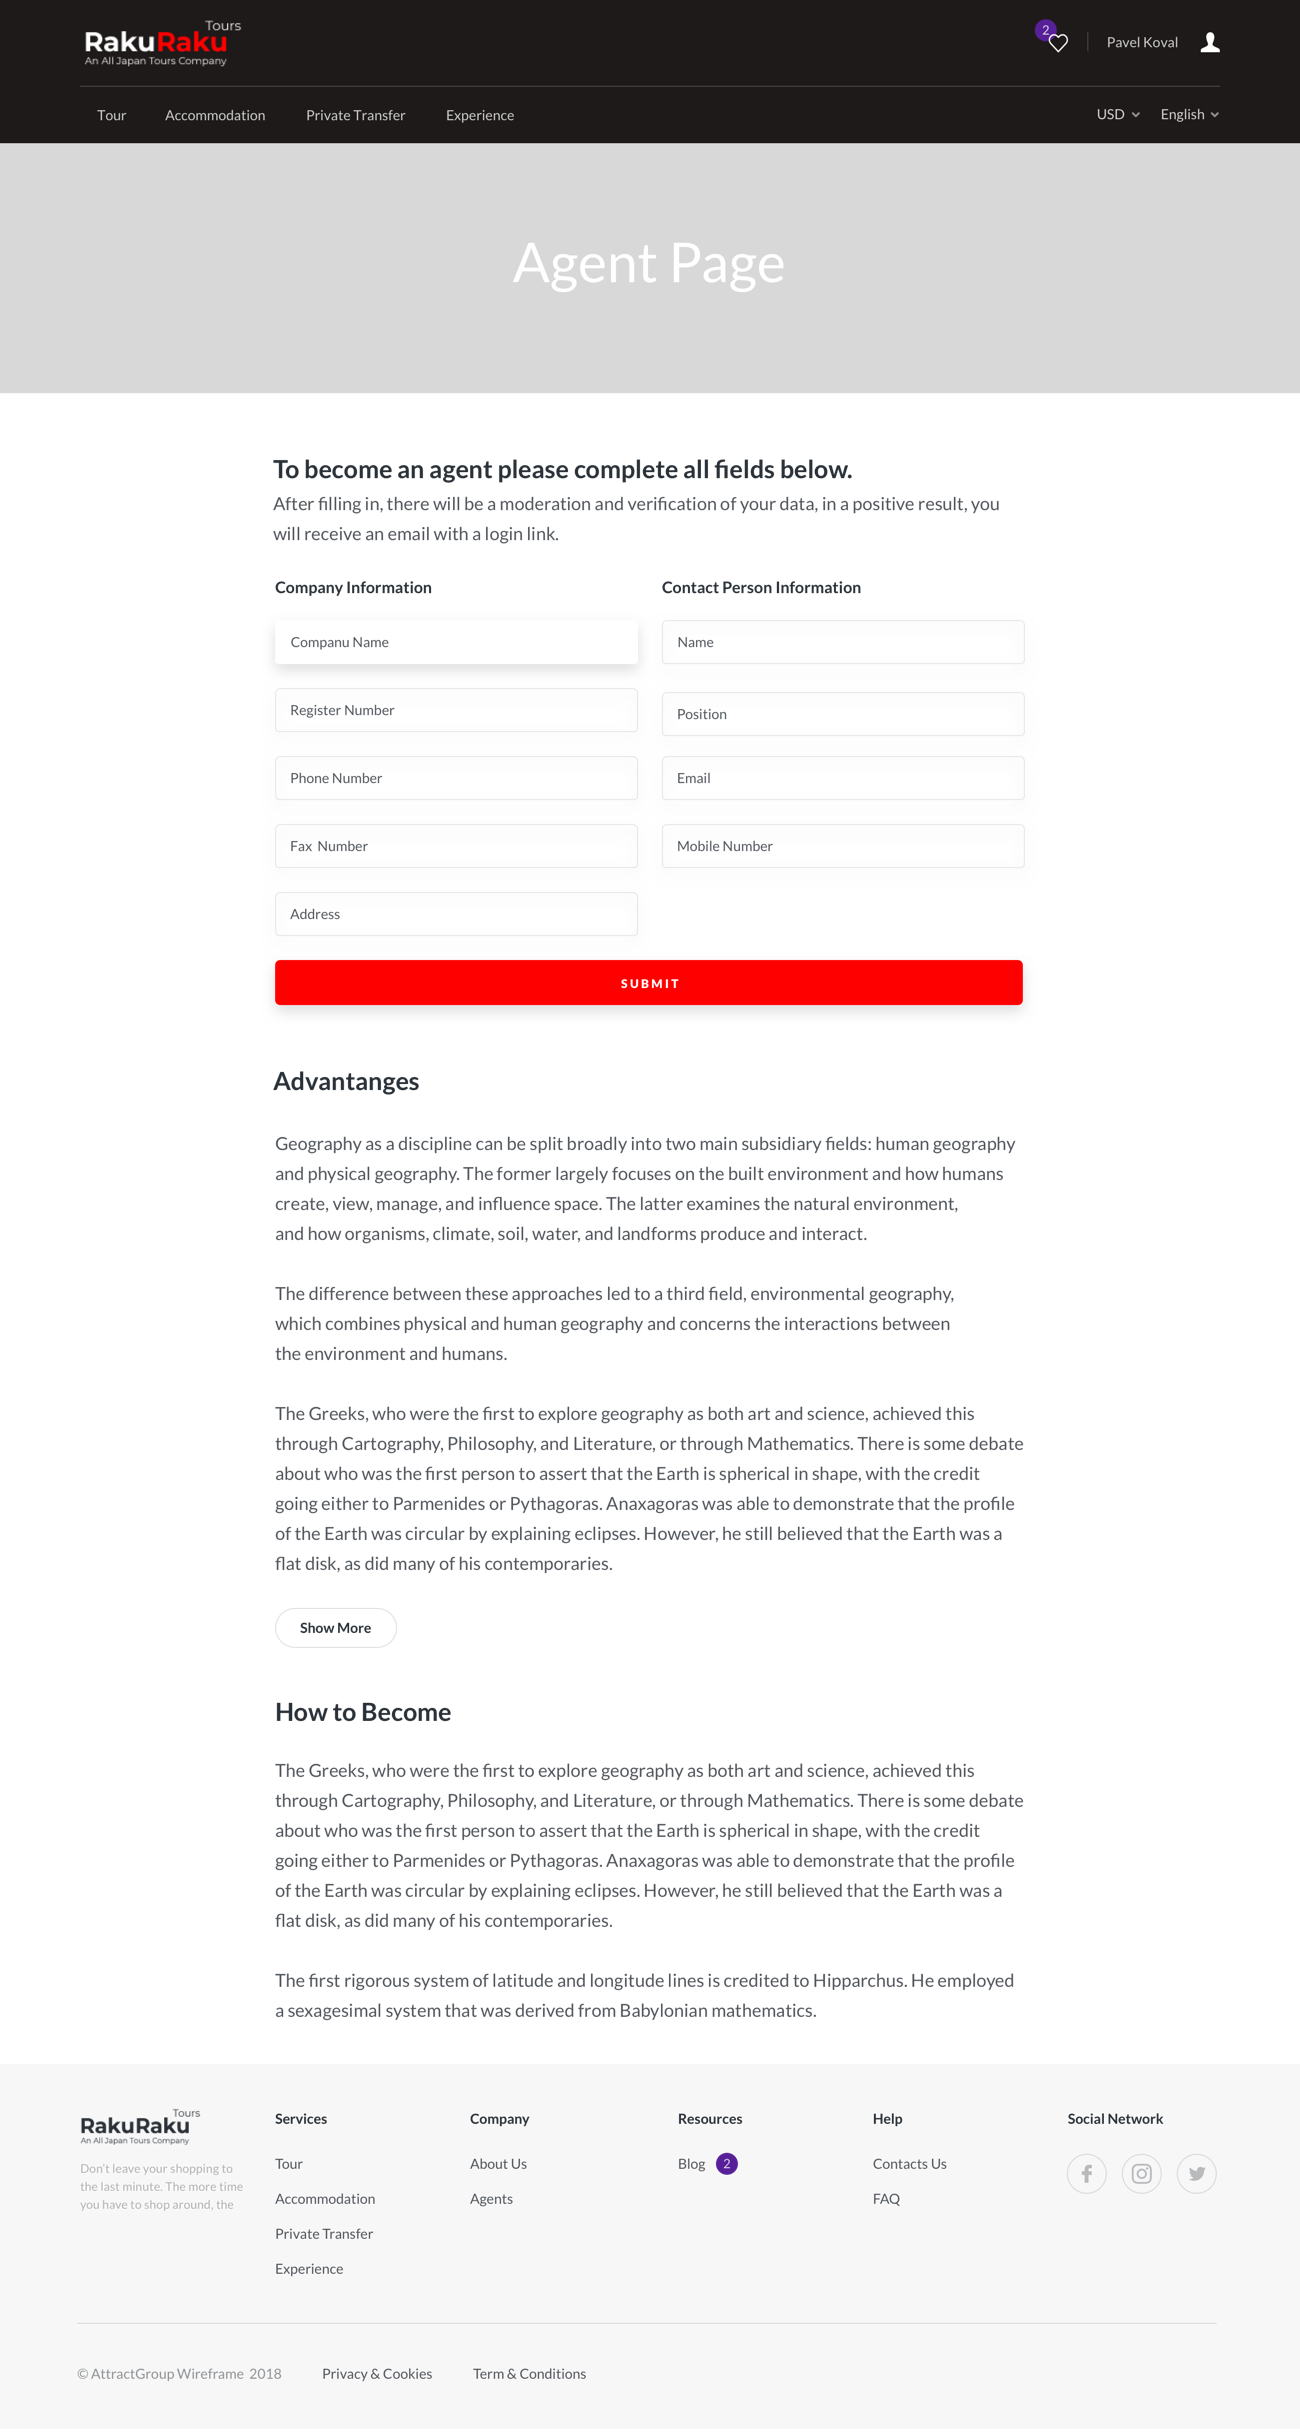 Tours
RakuRaku
An All Japan Tours Company
2
Pavel Koval
Tour Accommodation Private Transfer Experience
USD English
Agent Page
To become an agent please complete all fields below.
After filling in, there will be a moderation and verification of your data, in a positive result, you
will receive an email with a login link.
Company Information
Contact Person Information
Companu Name
Name
Register Number
Position
Phone Number
Email
Fax Number
Mobile Number
Address
SUBMIT
Advantanges
Geography as a discipline can be split broadly into two main subsidiary fields: human geography
and physical geography. The former largely focuses on the built environment and how humans
create, view, manage, and influence space. The latter examines the natural environment,
and how organisms, climate, soil, water, and landforms produce and interact.
The difference between these approaches led to a third field, environmental geography,
which combines physical and human geography and concerns the interactions between
the environment and humans.
The Greeks, who were the first to explore geography as both art and science, achieved this
through Cartography, Philosophy, and Literature, or through Mathematics. There is some debate
about who was the first person to assert that the Earth is spherical in shape, with the credit
going either to Parmenides or Pythagoras. Anaxagoras was able to demonstrate that the profile
of the Earth was circular by explaining eclipses. However, he still believed that the Earth was a
flat disk, as did many of his contemporaries.
Show More
How to Become
The Greeks, who were the first to explore geography as both art and science, achieved this
through Cartography, Philosophy, and Literature, or through Mathematics. There is some debate
about who was the first person to assert that the Earth is spherical in shape, with the credit
going either to Parmenides or Pythagoras. Anaxagoras was able to demonstrate that the profile
of the Earth was circular by explaining eclipses. However, he still believed that the Earth was a
flat disk, as did many of his contemporaries.
The first rigorous system of latitude and longitude lines is credited to Hipparchus. He employed
a sexagesimal system that was derived from Babylonian mathematics.
Tours
RakuRaku
An All Japan Tours Company
Don't leave your shopping to
the last minute. The more time
you have to shop around, the
Services
Tour
Accommodation
Private Transfer
Experience
Company
About Us
Agents
Resources
Blog 2
Help
Contacts Us
FAQ
Social Network
© AttractGroup Wireframe 2018 Privacy & Cookies Term & Conditions